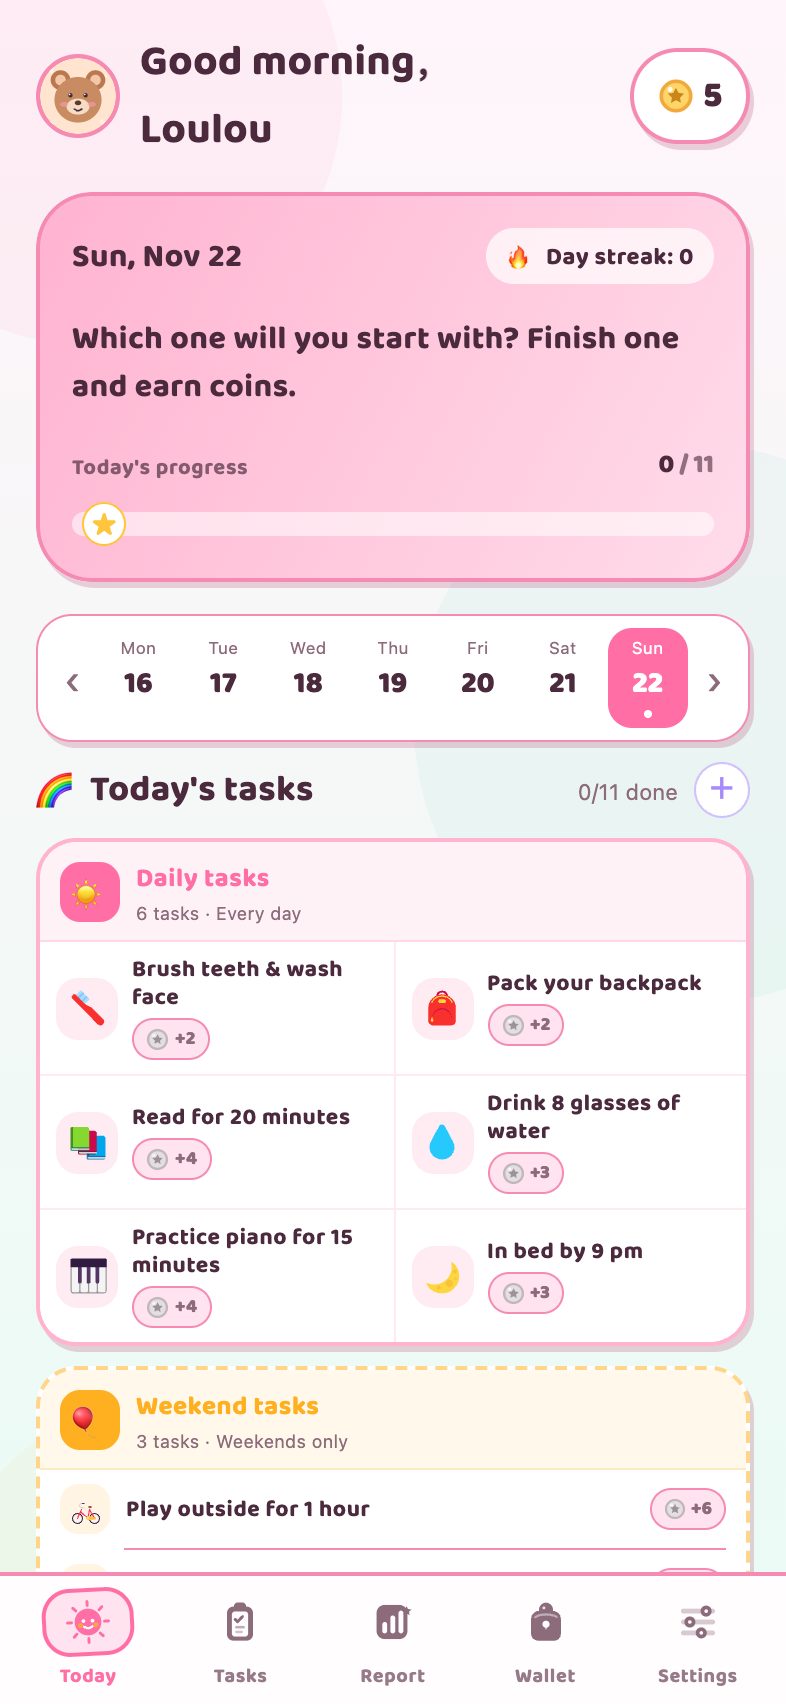 Good morning,
Loulou
5
Sun, Nov 22
Day streak: 0
Which one will you start with? Finish one
and earn coins.
Today's progress
0 / 11
Mon Tue Wed Thu Fri Sat Sun
‹ 16 17 18 19 20 21 22 ›
Today's tasks
0/11 done
+
Daily tasks
6 tasks · Every day
Brush teeth & wash
face
+2
Pack your backpack
+2
Read for 20 minutes
+4
Drink 8 glasses of
water
+3
Practice piano for 15
minutes
+4
In bed by 9 pm
+3
Weekend tasks
3 tasks · Weekends only
Play outside for 1 hour
+6
Today Tasks Report Wallet Settings